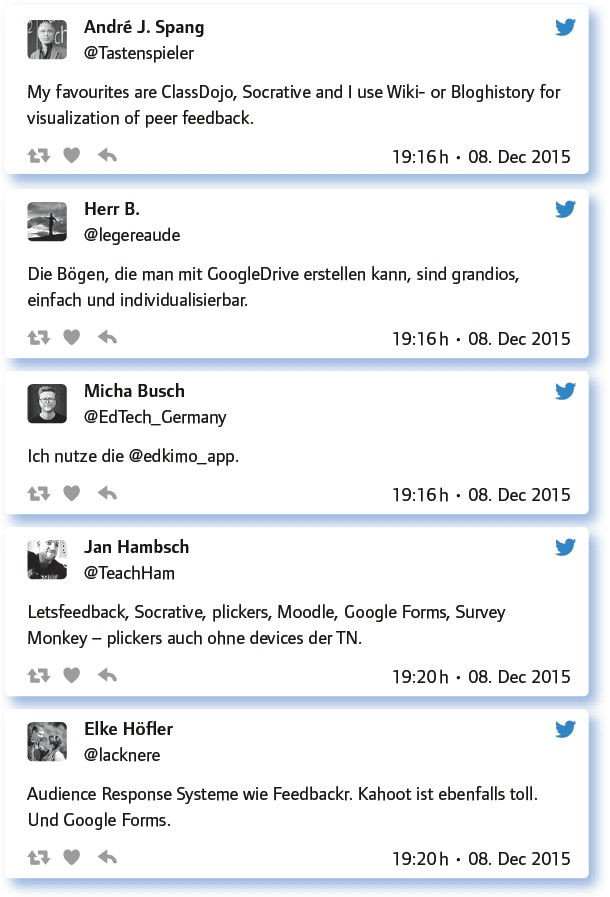 André J. Spang
@Tastenspieler
My favourites are ClassDojo, Socrative and I use Wiki- or Bloghistory for
visualization of peer feedback.
19:16 h • 08. Dec 2015
Herr B.
@legereaude
Die Bögen, die man mit GoogleDrive erstellen kann, sind grandios,
einfach und individualisierbar.
19:16 h • 08. Dec 2015
Micha Busch
@EdTech_Germany
Ich nutze die @edkimo_app.
19:16 h • 08. Dec 2015
Jan Hambsch
@TeachHam
Letsfeedback, Socrative, plickers, Moodle, Google Forms, Survey
Monkey – plickers auch ohne devices der TN.
19:20 h • 08. Dec 2015
Elke Höfler
@lacknere
Audience Response Systeme wie Feedbackr. Kahoot ist ebenfalls toll.
Und Google Forms.
19:20 h • 08. Dec 2015